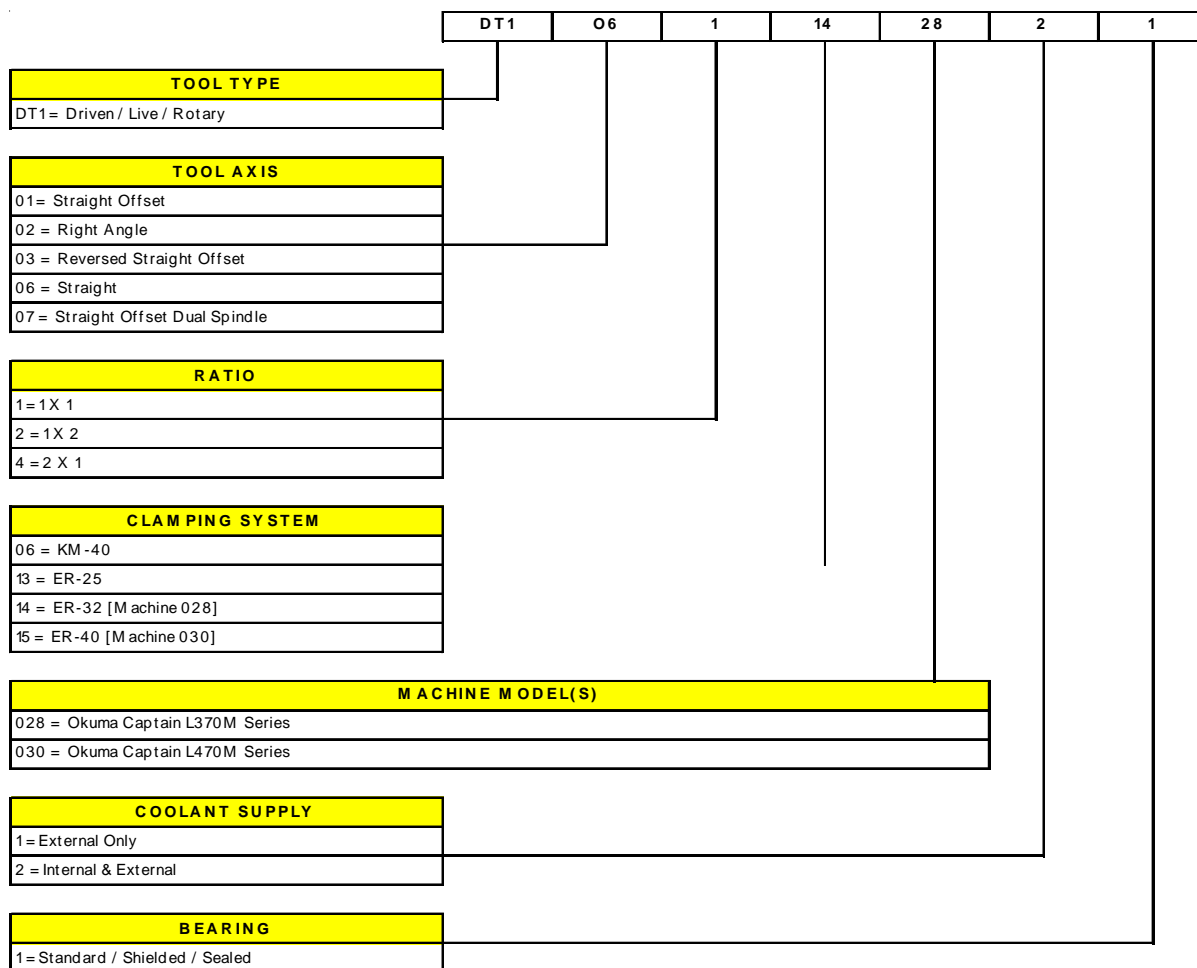 DT1 06 1 14 28 2 1
TOOL TYPE
DT1= Driven / Live / Rotary
TOOL AXIS
01= Straight Offset
02 = Right Angle
03 = Reversed Straight Offset
06 = Straight
07 = Straight Offset Dual Spindle
RATIO
1=1X 1
2 =1X 2
4 =2 X 1
CLAMPING SYSTEM
06 = KM-40
13 = ER-25
14 = ER-32 [Machine 028]
15 = ER-40 [Machine 030]
MACHINE MODEL(S)
028 = Okuma Captain L370M Series
030 = Okuma Captain L470M Series
COOLANT SUPPLY
1=External Only
2 =Internal & External
BEARING
1=Standard / Shielded / Sealed